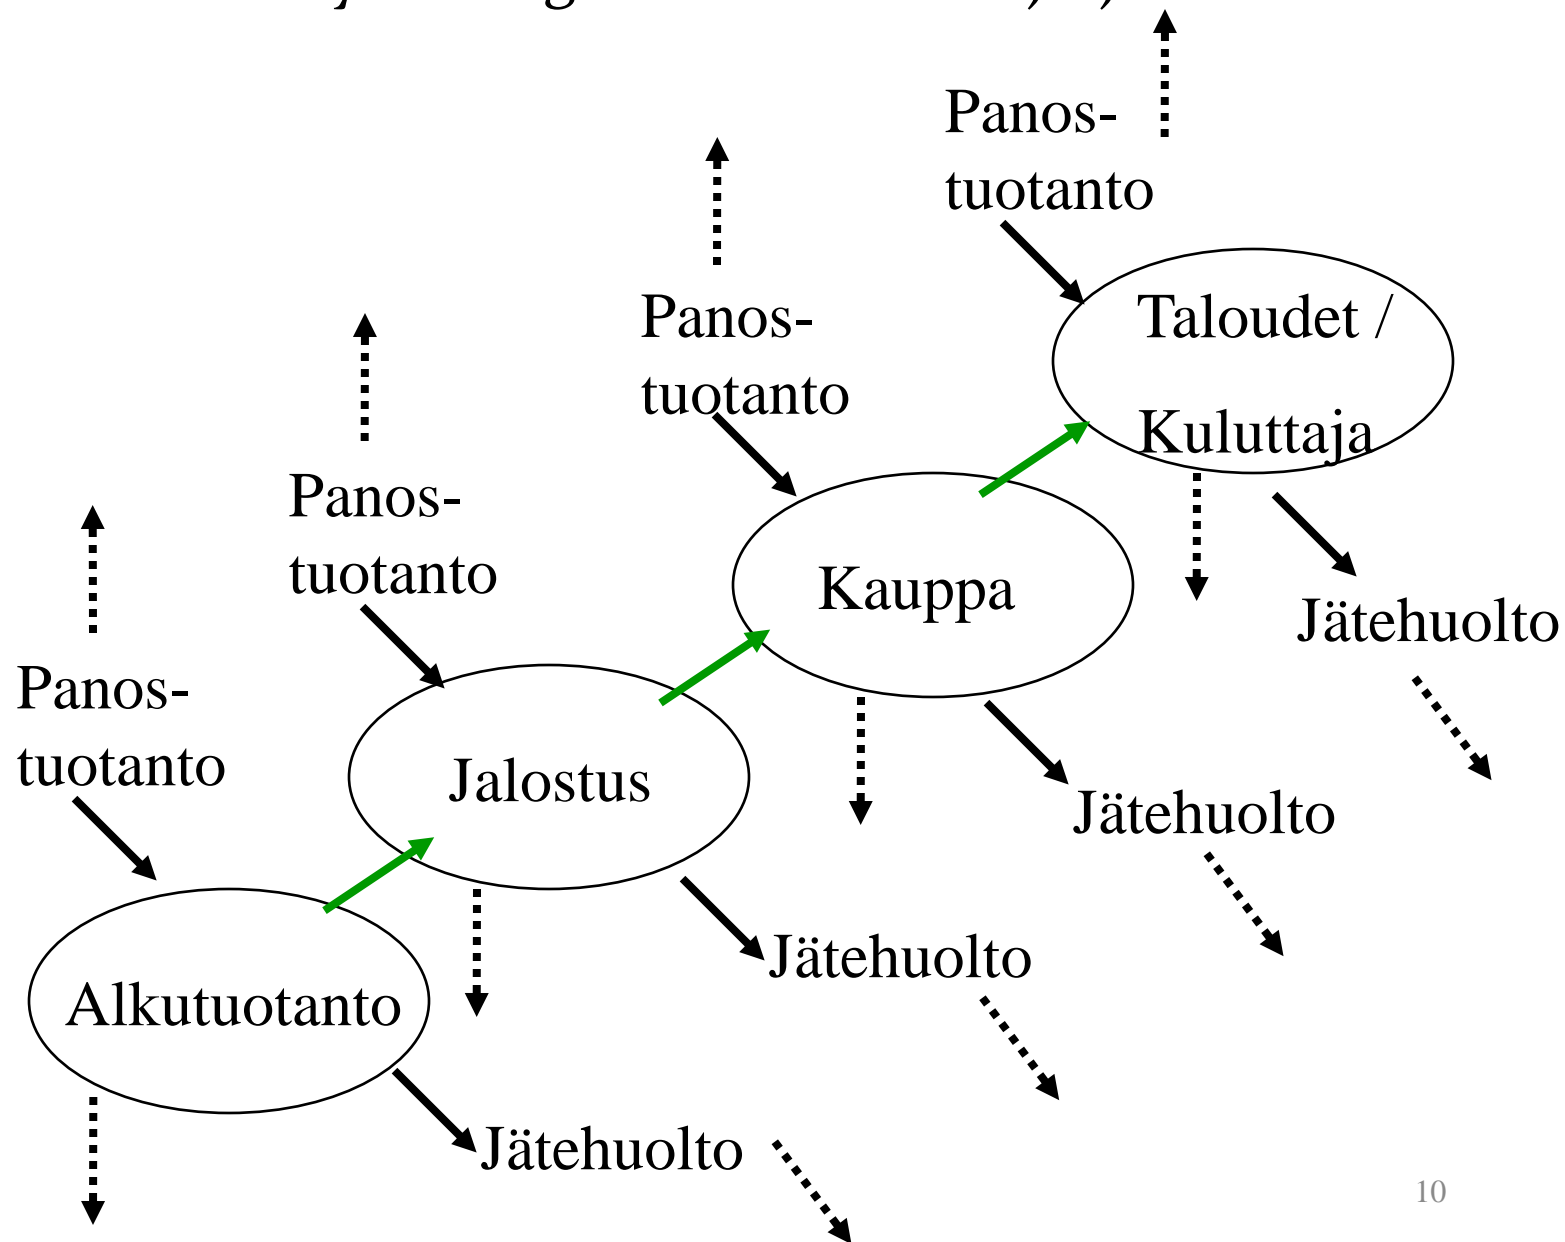 Panos-
tuotanto
Taloudet /
Kuluttaja
Panos-
tuotanto
Kauppa
Jätehuolto
Panos-
tuotanto
Jalostus
Jätehuolto
Panos-
tuotanto
Jätehuolto
Alkutuotanto
Jätehuolto
10